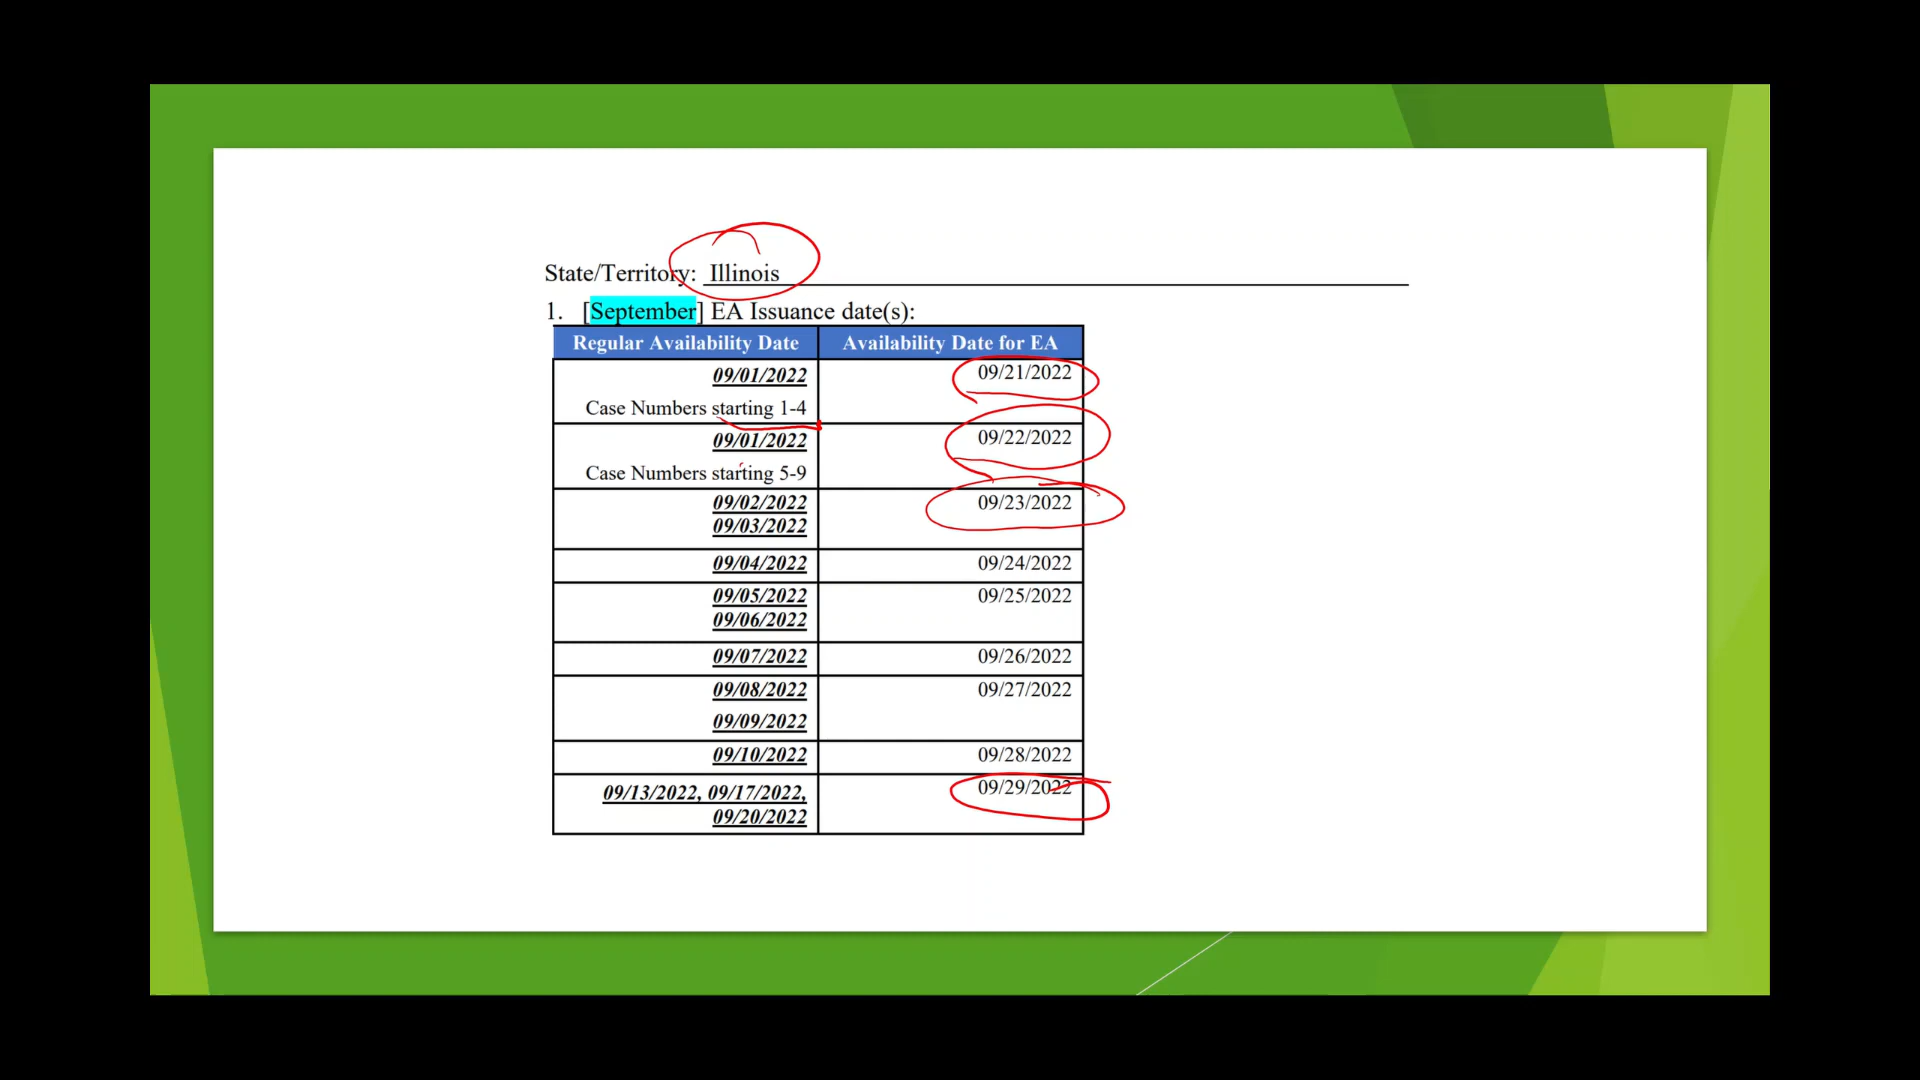 State/Territory: Illinois
1. [September] EA Issuance date(s):
Regular Availability Date Availability Date for EA
09/01/2022 09/21/2022
Case Numbers starting 1-4
09/01/2022 09/22/2022
Case Numbers starting 5-9
09/02/2022 09/23/2022
09/03/2022
09/04/2022 09/24/2022
09/05/2022 09/25/2022
09/06/2022
09/07/2022 09/26/2022
09/08/2022 09/27/2022
09/09/2022
09/10/2022 09/28/2022
09/13/2022, 09/17/2022, 09/29/2022
09/20/2022